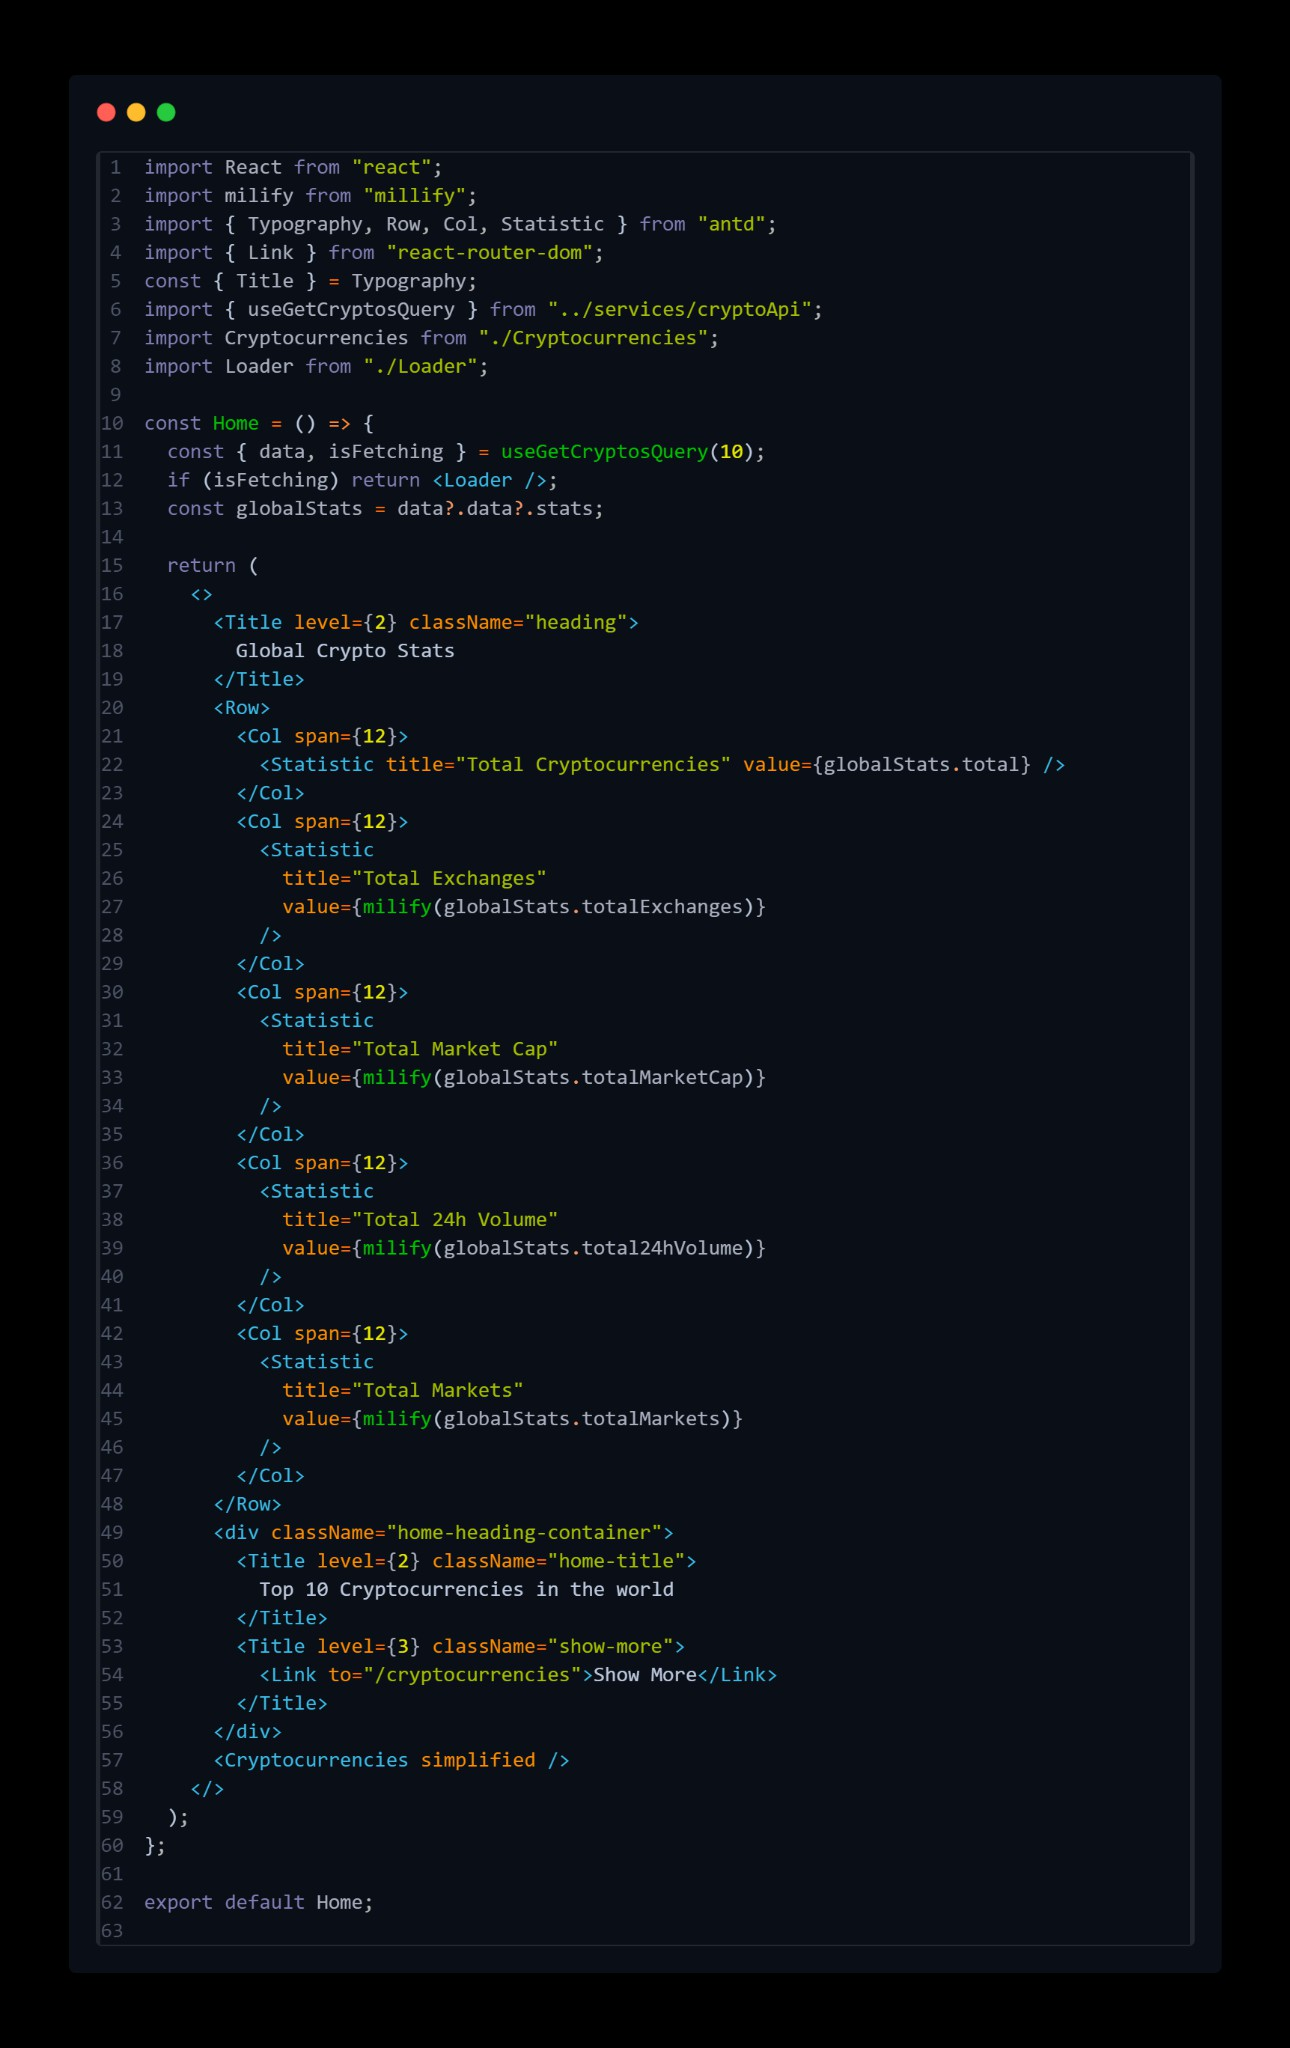 1 import React from "react";
2 import milify from "millify";
3 import { Typography, Row, Col, Statistic } from "antd";
4 import { Link } from "react-router-dom";
5 const { Title } = Typography;
6 import { useGetCryptosQuery } from "../services/cryptoApi";
7 import Cryptocurrencies from "./Cryptocurrencies";
8 import Loader from "./Loader";
9
10 const Home = () => {
11   const { data, isFetching } = useGetCryptosQuery(10);
12   if (isFetching) return <Loader />;
13   const globalStats = data?.data?.stats;
14
15   return (
16     <>
17       <Title level={2} className="heading">
18         Global Crypto Stats
19       </Title>
20       <Row>
21         <Col span={12}>
22           <Statistic title="Total Cryptocurrencies" value={globalStats.total} />
23         </Col>
24         <Col span={12}>
25           <Statistic
26             title="Total Exchanges"
27             value={milify(globalStats.totalExchanges)}
28           />
29         </Col>
30         <Col span={12}>
31           <Statistic
32             title="Total Market Cap"
33             value={milify(globalStats.totalMarketCap)}
34           />
35         </Col>
36         <Col span={12}>
37           <Statistic
38             title="Total 24h Volume"
39             value={milify(globalStats.total24hVolume)}
40           />
41         </Col>
42         <Col span={12}>
43           <Statistic
44             title="Total Markets"
45             value={milify(globalStats.totalMarkets)}
46           />
47         </Col>
48       </Row>
49       <div className="home-heading-container">
50         <Title level={2} className="home-title">
51           Top 10 Cryptocurrencies in the world
52         </Title>
53         <Title level={3} className="show-more">
54           <Link to="/cryptocurrencies">Show More</Link>
55         </Title>
56       </div>
57       <Cryptocurrencies simplified />
58     </>
59   );
60 };
61
62 export default Home;
63